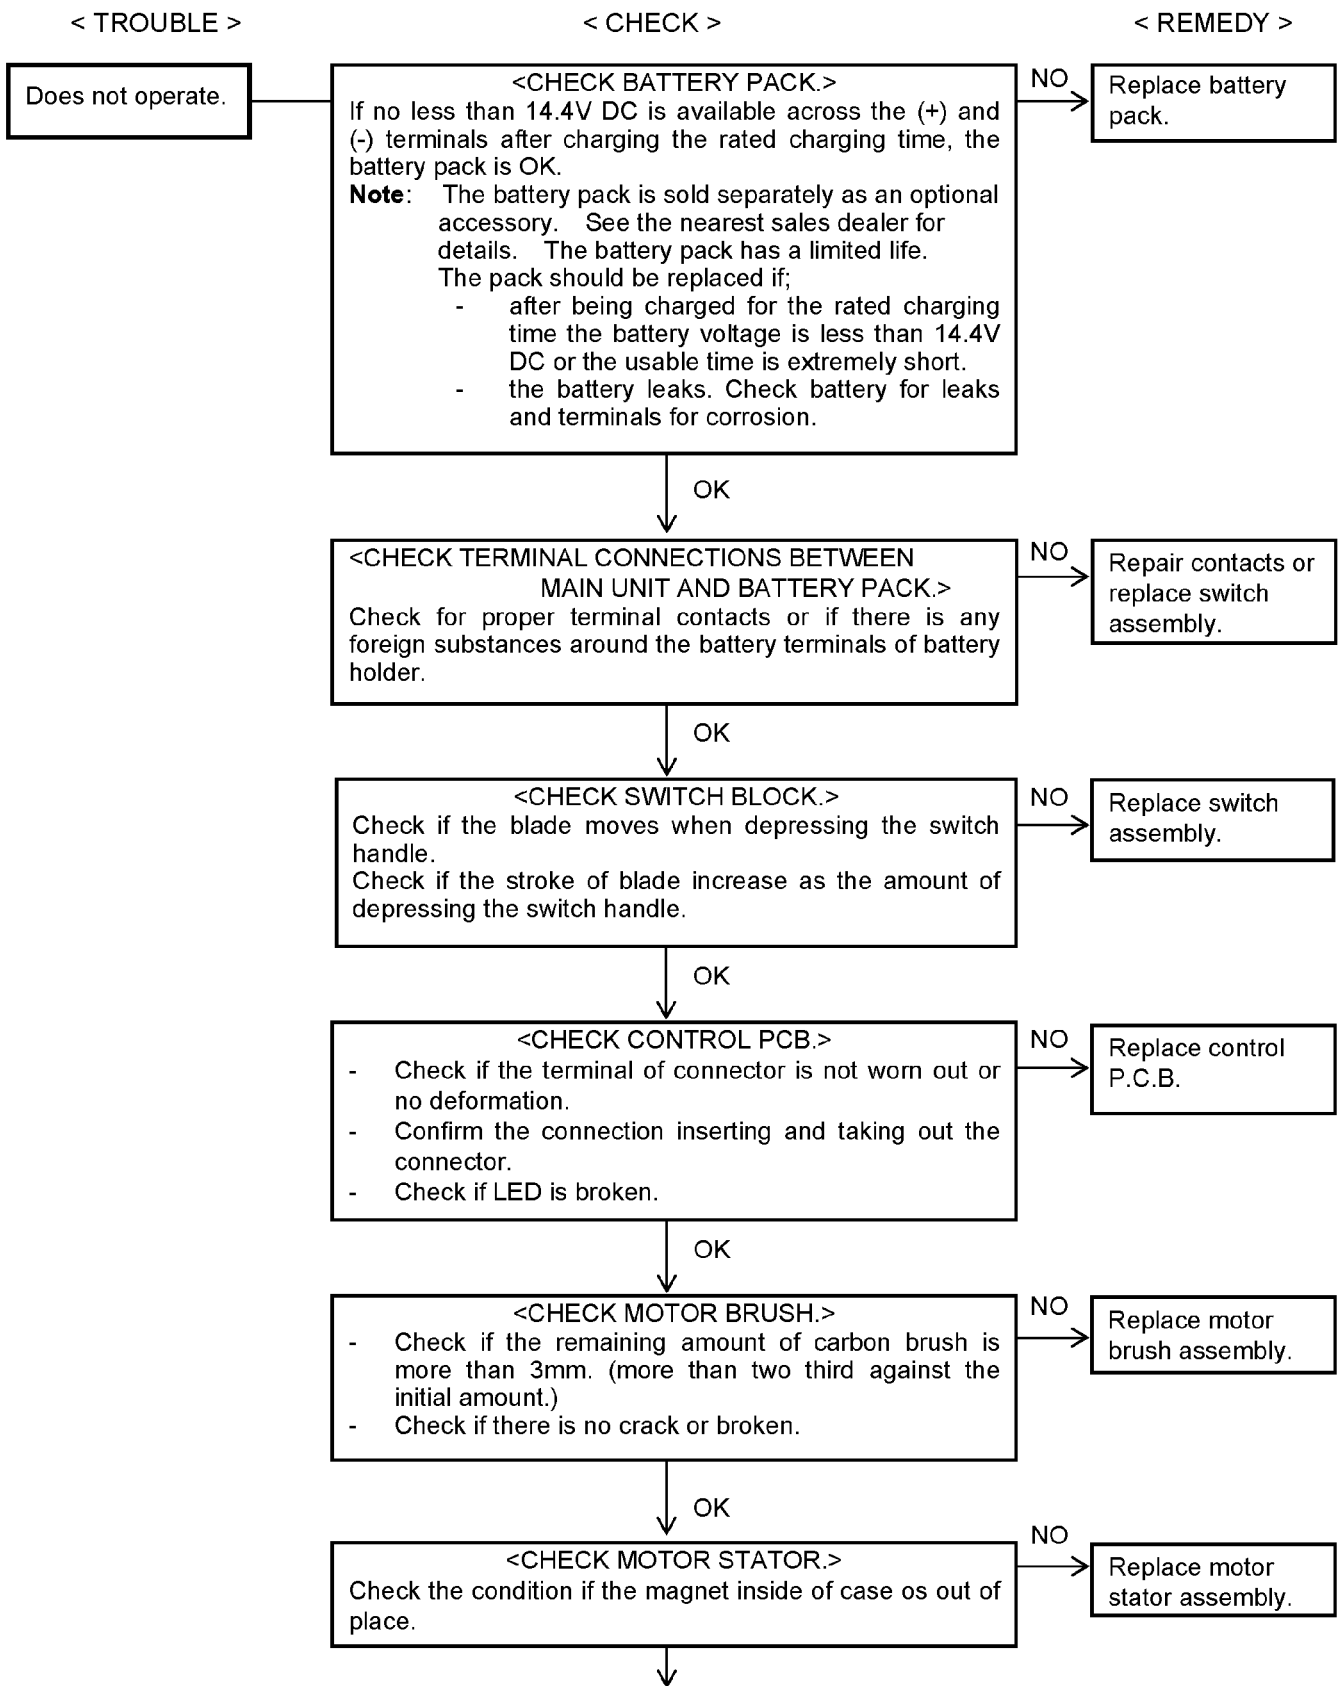 < TROUBLE >
< CHECK >
< REMEDY >
Does not operate.
<CHECK BATTERY PACK.>
If no less than 14.4V DC is available across the (+) and
(-) terminals after charging the rated charging time, the
battery pack is OK.
Note: The battery pack is sold separately as an optional
accessory. See the nearest sales dealer for
details. The battery pack has a limited life.
The pack should be replaced if;
- after being charged for the rated charging
time the battery voltage is less than 14.4V
DC or the usable time is extremely short.
- the battery leaks. Check battery for leaks
and terminals for corrosion.
NO
Replace battery
pack.
OK
<CHECK TERMINAL CONNECTIONS BETWEEN
MAIN UNIT AND BATTERY PACK.>
Check for proper terminal contacts or if there is any
foreign substances around the battery terminals of battery
holder.
NO
Repair contacts or
replace switch
assembly.
OK
<CHECK SWITCH BLOCK.>
Check if the blade moves when depressing the switch
handle.
Check if the stroke of blade increase as the amount of
depressing the switch handle.
NO
Replace switch
assembly.
OK
<CHECK CONTROL PCB.>
- Check if the terminal of connector is not worn out or
no deformation.
- Confirm the connection inserting and taking out the
connector.
- Check if LED is broken.
NO
Replace control
P.C.B.
OK
<CHECK MOTOR BRUSH.>
- Check if the remaining amount of carbon brush is
more than 3mm. (more than two third against the
initial amount.)
- Check if there is no crack or broken.
NO
Replace motor
brush assembly.
OK
<CHECK MOTOR STATOR.>
Check the condition if the magnet inside of case os out of
place.
NO
Replace motor
stator assembly.